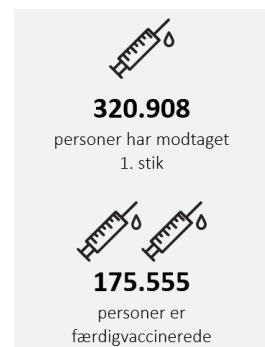 320.908
personer har modtaget
1. stik
175.555
personer er
færdigvaccinerede